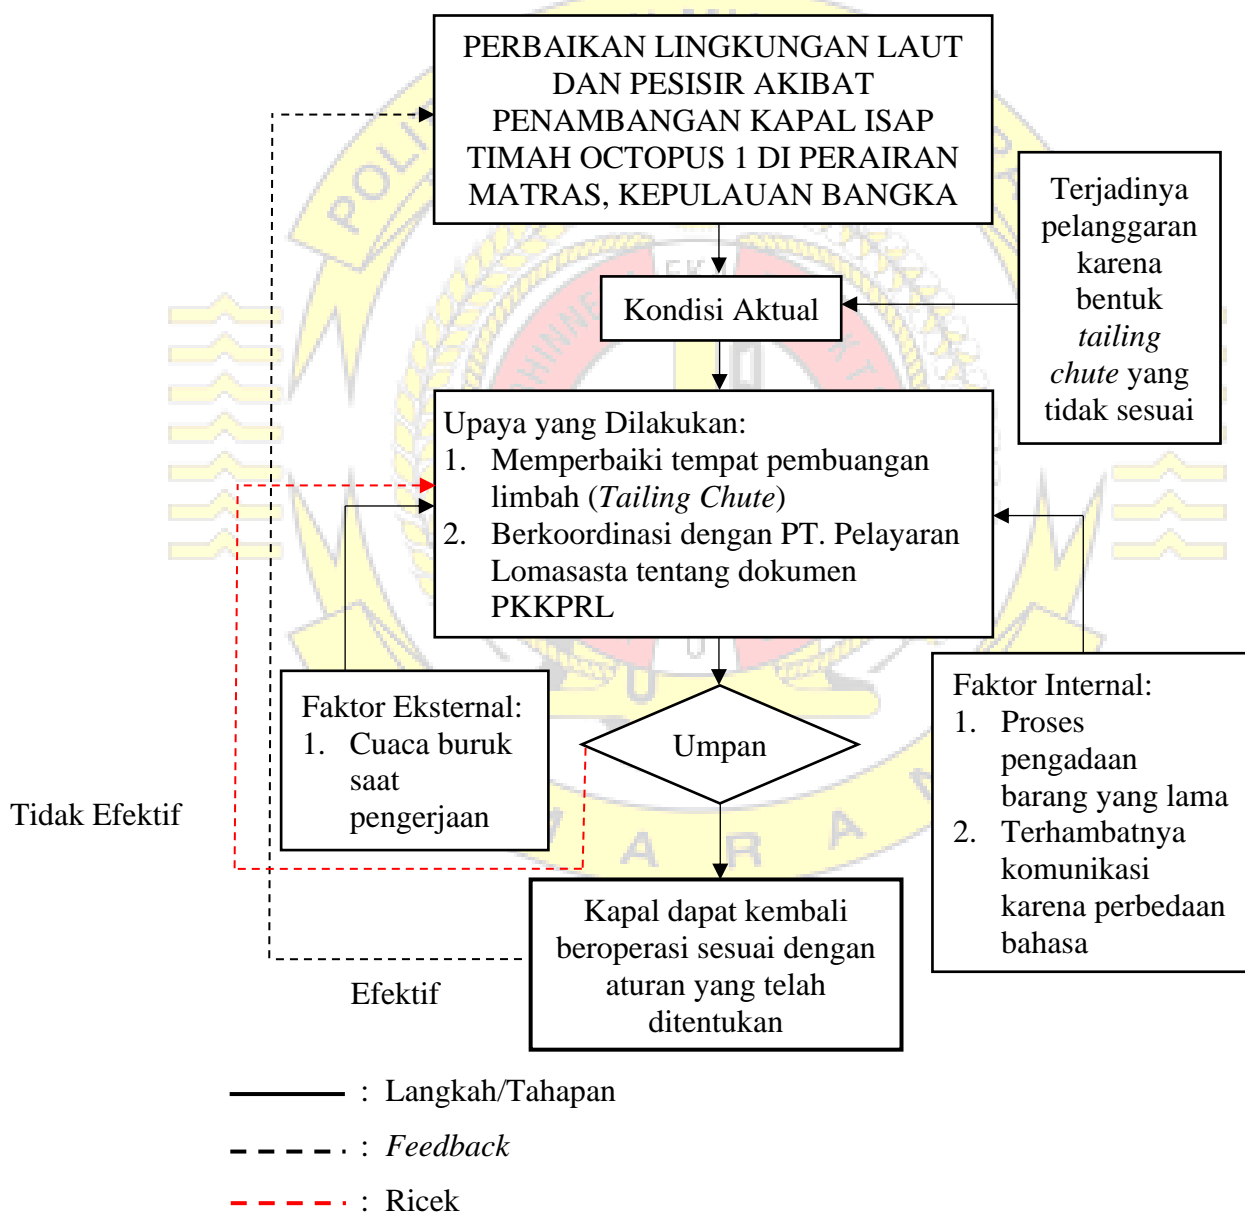 PERBAIKAN LINGKUNGAN LAUT
DAN PESISIR AKIBAT
PENAMBANGAN KAPAL ISAP
TIMAH OCTOPUS 1 DI PERAIRAN
MATRAS, KEPULAUAN BANGKA
Terjadinya
pelanggaran
karena
bentuk
tailing
chute yang
tidak sesuai
Kondisi Aktual
Upaya yang Dilakukan:
1. Memperbaiki tempat pembuangan
limbah (Tailing Chute)
2. Berkoordinasi dengan PT. Pelayaran
Lomasasta tentang dokumen
PKKPRL
Faktor Eksternal:
1. Cuaca buruk
saat
pengerjaan
Umpan
Faktor Internal:
1. Proses
pengadaan
barang yang lama
2. Terhambatnya
komunikasi
karena perbedaan
bahasa
Tidak Efektif
Kapal dapat kembali
beroperasi sesuai dengan
aturan yang telah
ditentukan
Efektif
: Langkah/Tahapan
: Feedback
: Ricek